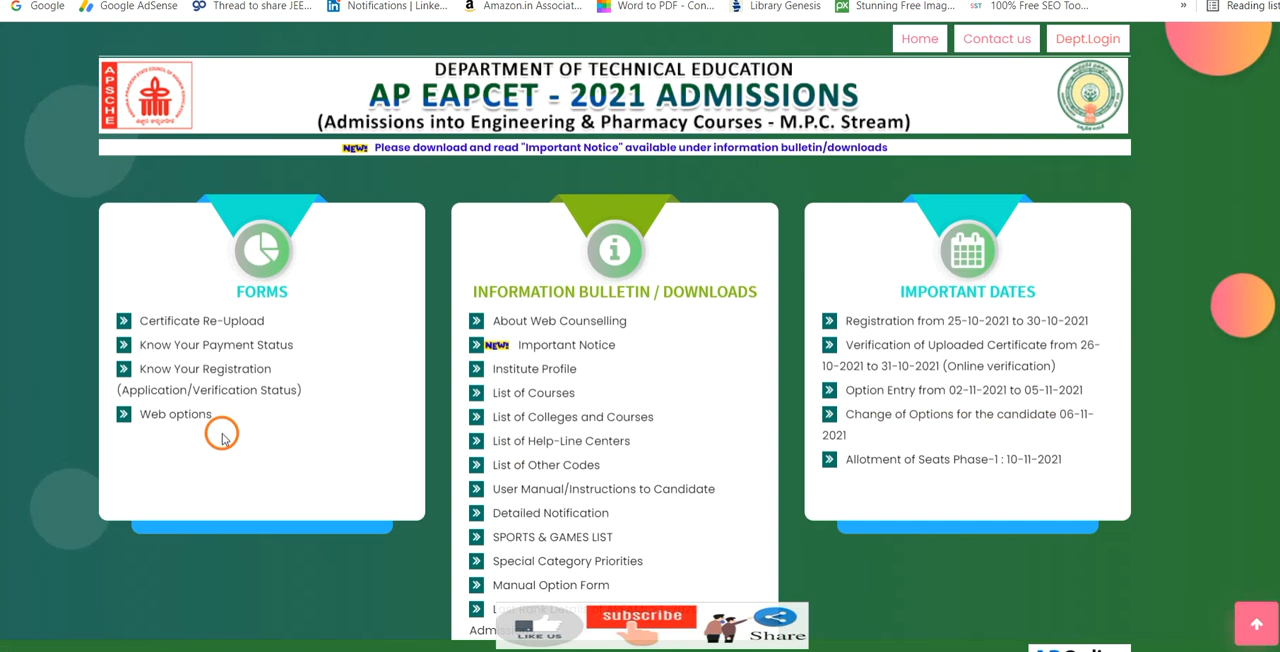 Google
Google AdSense
Thread to share JEE...
Notifications | Linke...
Amazon.in Associat...
Word to PDF - Con...
Library Genesis
Stunning Free Imag...
SST 100% Free SEO Too...
»
Reading list
Home
Contact us
Dept.Login
APSCHE
DEPARTMENT OF TECHNICAL EDUCATION
AP EAPCET - 2021 ADMISSIONS
(Admissions into Engineering & Pharmacy Courses - M.P.C. Stream)
NEW! Please download and read "Important Notice" available under information bulletin/downloads
FORMS
Certificate Re-Upload
Know Your Payment Status
Know Your Registration
(Application/Verification Status)
Web options
INFORMATION BULLETIN / DOWNLOADS
About Web Counselling
NEW! Important Notice
Institute Profile
List of Courses
List of Colleges and Courses
List of Help-Line Centers
List of Other Codes
User Manual/Instructions to Candidate
Detailed Notification
SPORTS & GAMES LIST
Special Category Priorities
Manual Option Form
IMPORTANT DATES
Registration from 25-10-2021 to 30-10-2021
Verification of Uploaded Certificate from 26-
10-2021 to 31-10-2021 (Online verification)
Option Entry from 02-11-2021 to 05-11-2021
Change of Options for the candidate 06-11-
2021
Allotment of Seats Phase-1 : 10-11-2021
LIKE US
subscribe
Share